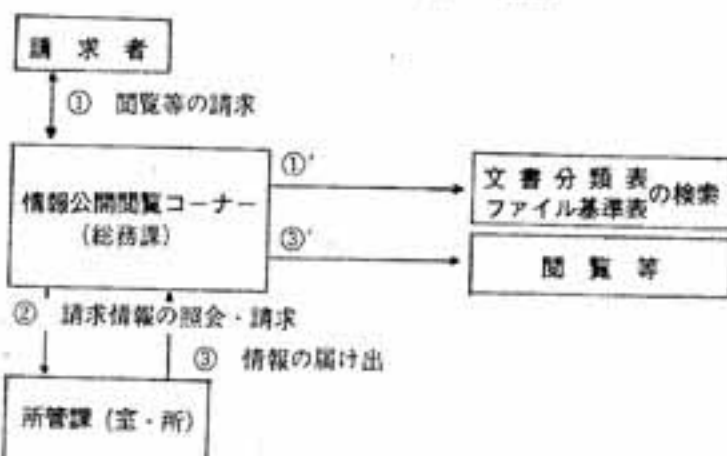 請求者
① 閲覧等の請求
情報公開閲覧コーナー
(総務課)
①'
文書分類表
ファイル基準表
の検索
③'
閲覧等
② 請求情報の照会・請求
③ 情報の届け出
所管課(室・所)